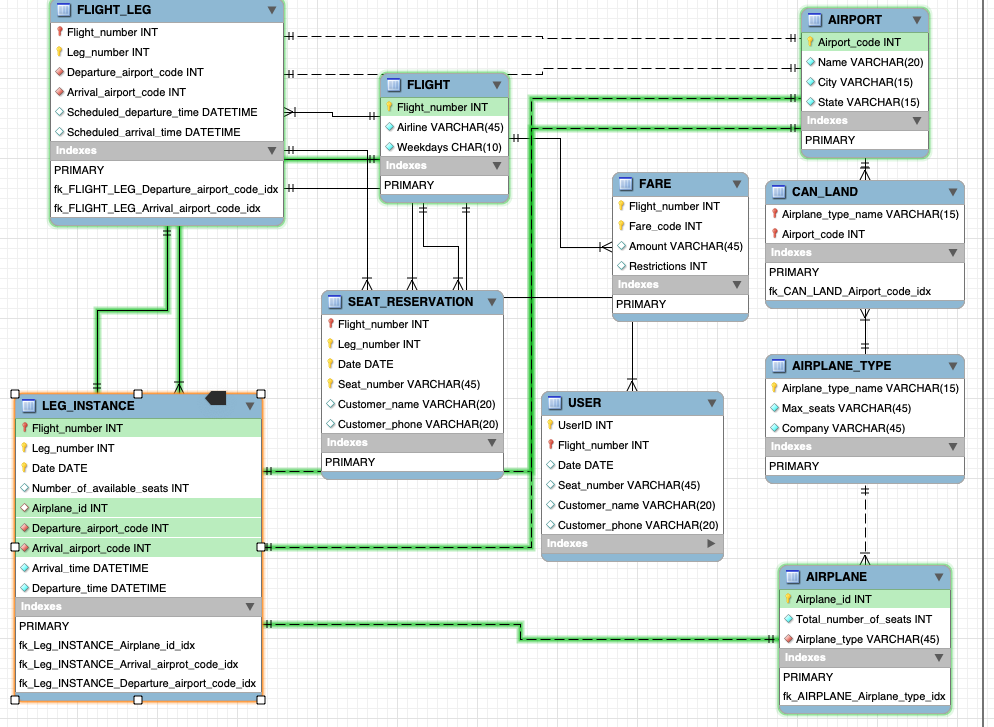 FLIGHT_LEG
Flight_number INT
Leg_number INT
Departure_airport_code INT
Arrival_airport_code INT
Scheduled_departure_time DATETIME
Scheduled_arrival_time DATETIME
Indexes
PRIMARY
fk_FLIGHT_LEG_Departure_airport_code_idx
fk_FLIGHT_LEG_Arrival_airport_code_idx
FLIGHT
Flight_number INT
Airline VARCHAR(45)
Weekdays CHAR(10)
Indexes
PRIMARY
AIRPORT
Airport_code INT
Name VARCHAR(20)
City VARCHAR(15)
State VARCHAR(15)
Indexes
PRIMARY
FARE
Flight_number INT
Fare_code INT
Amount VARCHAR(45)
Restrictions INT
Indexes
PRIMARY
CAN_LAND
Airplane_type_name VARCHAR(15)
Airport_code INT
Indexes
PRIMARY
fk_CAN_LAND_Airport_code_idx
SEAT_RESERVATION
Flight_number INT
Leg_number INT
Date DATE
Seat_number VARCHAR(45)
Customer_name VARCHAR(20)
Customer_phone VARCHAR(20)
Indexes
PRIMARY
AIRPLANE_TYPE
Airplane_type_name VARCHAR(15)
Max_seats VARCHAR(45)
Company VARCHAR(45)
Indexes
PRIMARY
LEG_INSTANCE
Flight_number INT
Leg_number INT
Date DATE
Number_of_available_seats INT
Airplane_id INT
Departure_airport_code INT
Arrival_airport_code INT
Arrival_time DATETIME
Departure_time DATETIME
Indexes
PRIMARY
fk_Leg_INSTANCE_Airplane_id_idx
fk_Leg_INSTANCE_Arrival_airprot_code_idx
fk_Leg_INSTANCE_Departure_airport_code_idx
USER
UserID INT
Flight_number INT
Date DATE
Seat_number VARCHAR(45)
Customer_name VARCHAR(20)
Customer_phone VARCHAR(20)
Indexes
AIRPLANE
Airplane_id INT
Total_number_of_seats INT
Airplane_type VARCHAR(45)
Indexes
PRIMARY
fk_AIRPLANE_Airplane_type_idx